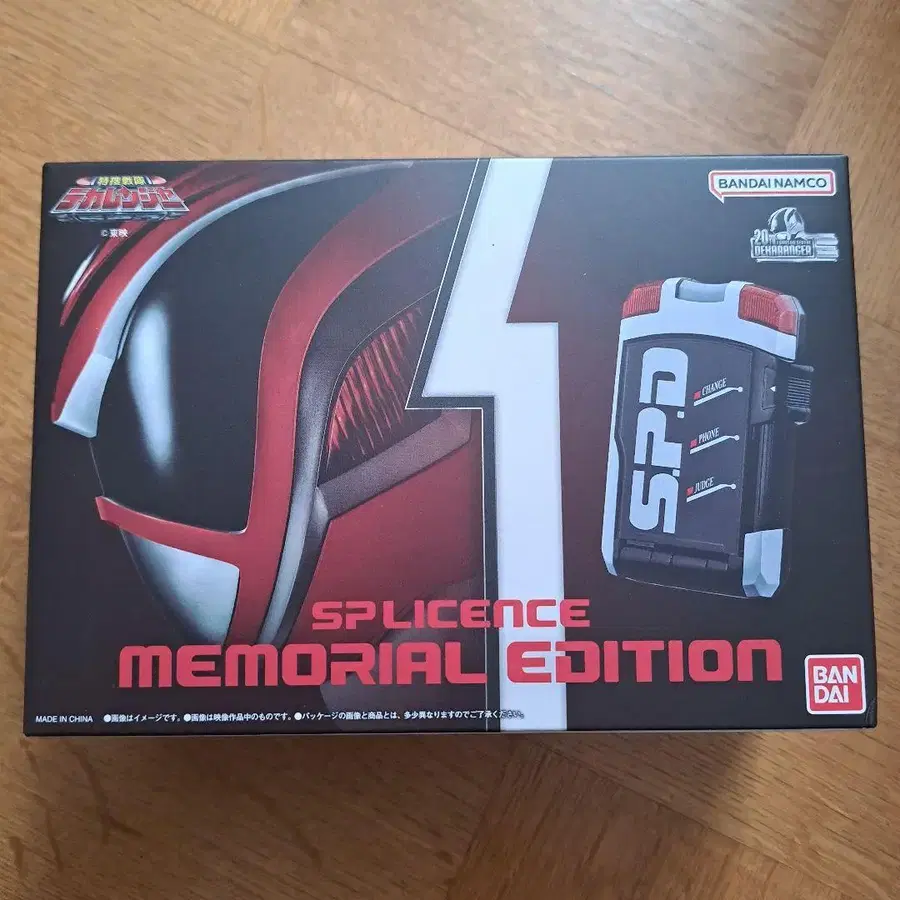 特捜戦隊
デカレンジャー
©東映
BANDAI NAMCO
20TH
DEKARANGER
S.P.D
CHANGE
PHONE
JUDGE
SP LICENCE
MEMORIAL EDITION
BAN
DAI
MADE IN CHINA ●画像はイメージです。●画像は映像作品中のものです。●パッケージの画像と商品とは、多少異なりますのでご了承ください。